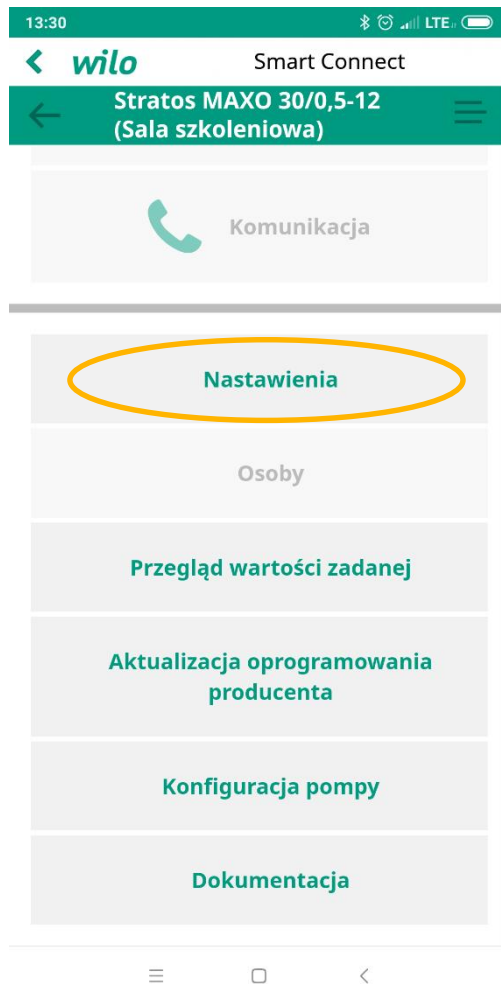 13:30
LTE
wilo
Smart Connect
Stratos MAXO 30/0,5-12
(Sala szkoleniowa)
Komunikacja
Nastawienia
Osoby
Przegląd wartości zadanej
Aktualizacja oprogramowania
producenta
Konfiguracja pompy
Dokumentacja